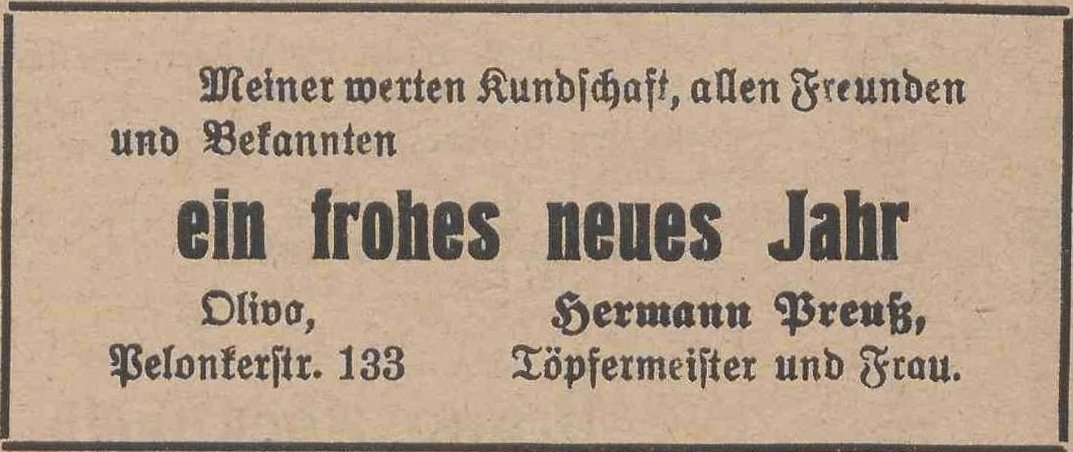 Meiner werten Kundschaft, allen Freunden
und Bekannten
ein frohes neues Jahr
Oliva,
Pelonkerstr. 133
Hermann Preuß,
Töpfermeister und Frau.